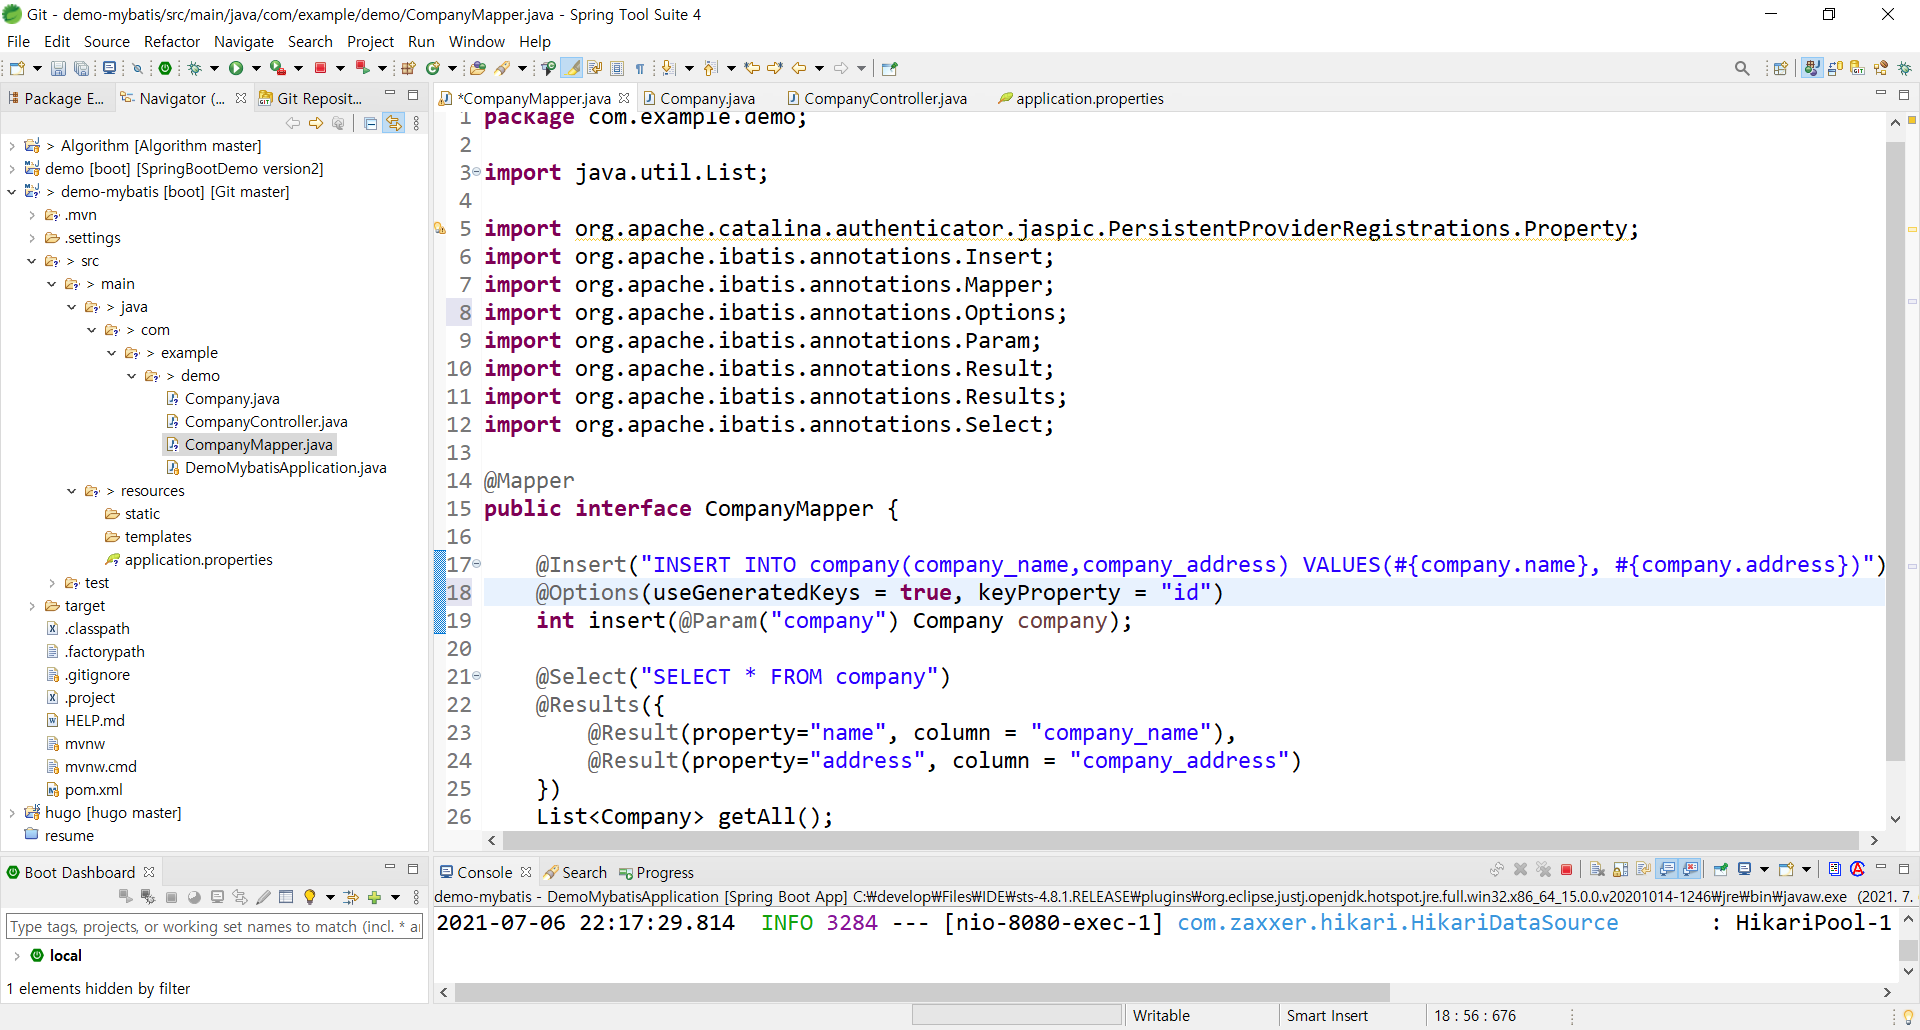 Git - demo-mybatis/src/main/java/com/example/demo/CompanyMapper.java - Spring Tool Suite 4
File Edit Source Refactor Navigate Search Project Run Window Help
Package E... Navigator (... Git Reposit...
> Algorithm [Algorithm master]
demo [boot] [SpringBootDemo version2]
> demo-mybatis [boot] [Git master]
.mvn
.settings
> src
> main
> java
> com
> example
> demo
Company.java
CompanyController.java
CompanyMapper.java
DemoMybatisApplication.java
> resources
static
templates
application.properties
test
target
.classpath
.factorypath
.gitignore
.project
HELP.md
mvnw
mvnw.cmd
pom.xml
hugo [hugo master]
resume
*CompanyMapper.java Company.java CompanyController.java application.properties
1 package com.example.demo;
2
3 import java.util.List;
4
5 import org.apache.catalina.authenticator.jaspic.PersistentProviderRegistrations.Property;
6 import org.apache.ibatis.annotations.Insert;
7 import org.apache.ibatis.annotations.Mapper;
8 import org.apache.ibatis.annotations.Options;
9 import org.apache.ibatis.annotations.Param;
10 import org.apache.ibatis.annotations.Result;
11 import org.apache.ibatis.annotations.Results;
12 import org.apache.ibatis.annotations.Select;
13
14 @Mapper
15 public interface CompanyMapper {
16
17 @Insert("INSERT INTO company(company_name,company_address) VALUES(#{company.name}, #{company.address})")
18 @Options(useGeneratedKeys = true, keyProperty = "id")
19 int insert(@Param("company") Company company);
20
21 @Select("SELECT * FROM company")
22 @Results({
23 @Result(property="name", column = "company_name"),
24 @Result(property="address", column = "company_address")
25 })
26 List<Company> getAll();
Boot Dashboard
Type tags, projects, or working set names to match (incl. * a
local
1 elements hidden by filter
Console Search Progress
demo-mybatis - DemoMybatisApplication [Spring Boot App] C:₩develop₩Files₩IDE₩sts-4.8.1.RELEASE₩plugins₩org.eclipse.justj.openjdk.hotspot.jre.full.win32.x86_64_15.0.0.v20201014-1246₩jre₩bin₩javaw.exe (2021. 7.
2021-07-06 22:17:29.814 INFO 3284 --- [nio-8080-exec-1] com.zaxxer.hikari.HikariDataSource : HikariPool-1
Writable Smart Insert 18 : 56 : 676